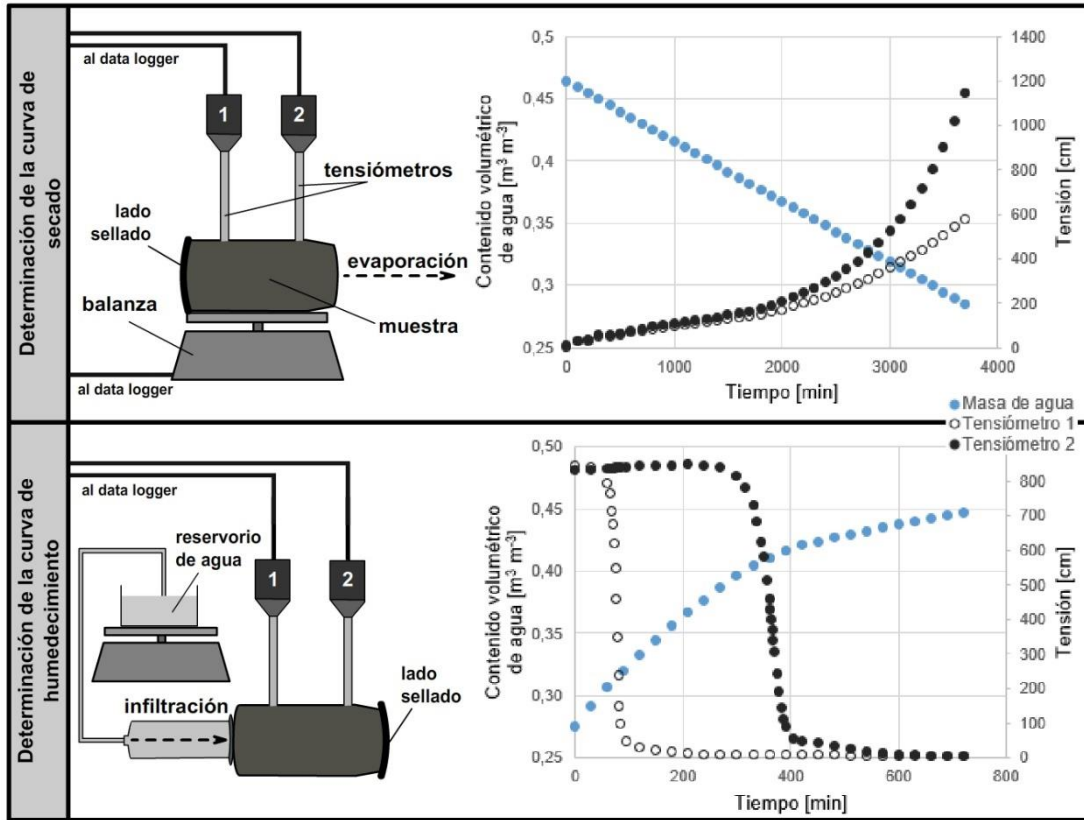 Determinación de la curva de
secado
al data logger
1
2
tensiómetros
lado
sellado
evaporación
balanza
muestra
al data logger
Contenido volumétrico
de agua [m³ m⁻³]
0,5
0,45
0,4
0,35
0,3
0,25
1400
1200
1000
800
600
400
200
0
Tensión [cm]
0
1000
2000
3000
4000
Tiempo [min]
Masa de agua
Tensiómetro 1
Tensiómetro 2
Determinación de la curva de
humedecimiento
al data logger
reservorio
de agua
1
2
infiltración
lado
sellado
Contenido volumétrico
de agua [m³ m⁻³]
0,50
0,45
0,40
0,35
0,30
0,25
800
700
600
500
400
300
200
100
0
Tensión [cm]
0
200
400
600
800
Tiempo [min]